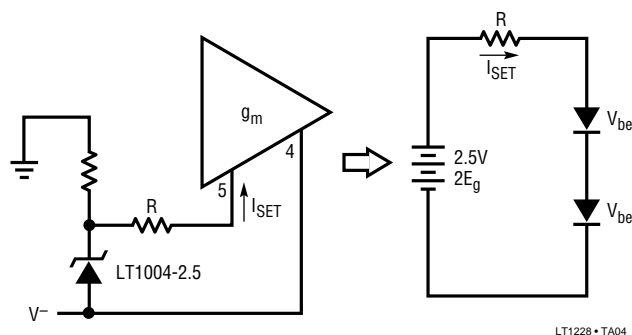 gm
4
5
ISET
R
LT1004-2.5
V–
R
ISET
Vbe
2.5V
2Eg
Vbe
LT1228 • TA04